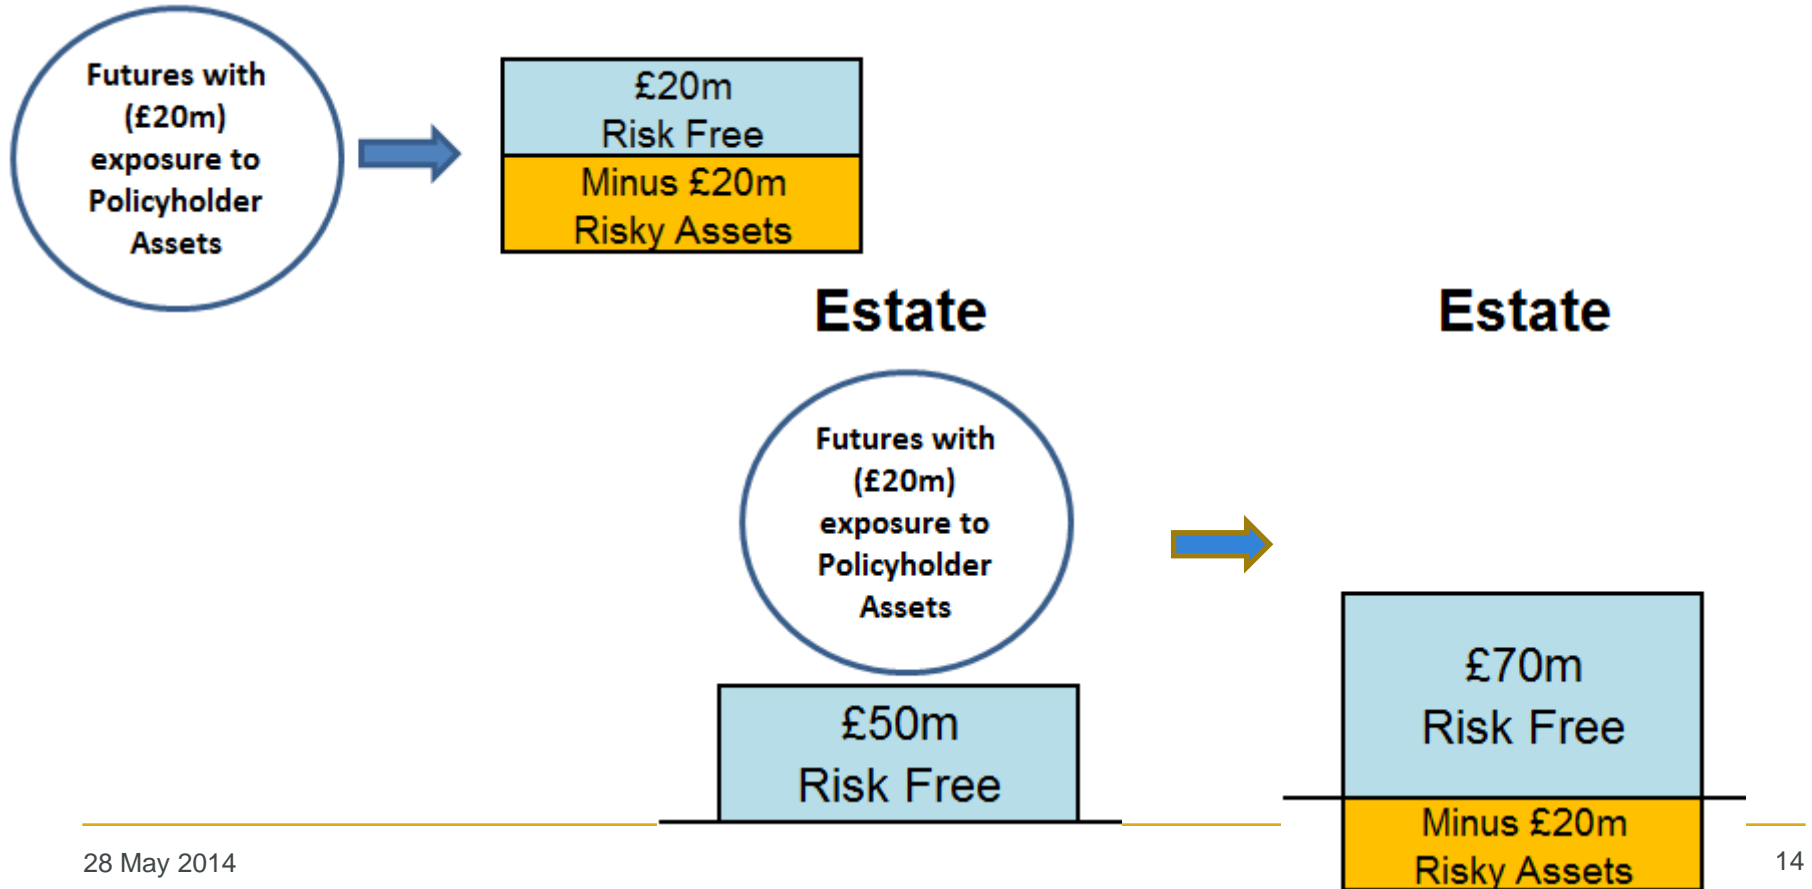 Futures with
(£20m)
exposure to
Policyholder
Assets
£20m
Risk Free
Minus £20m
Risky Assets
Estate
Estate
Futures with
(£20m)
exposure to
Policyholder
Assets
£50m
Risk Free
£70m
Risk Free
Minus £20m
Risky Assets
28 May 2014
14